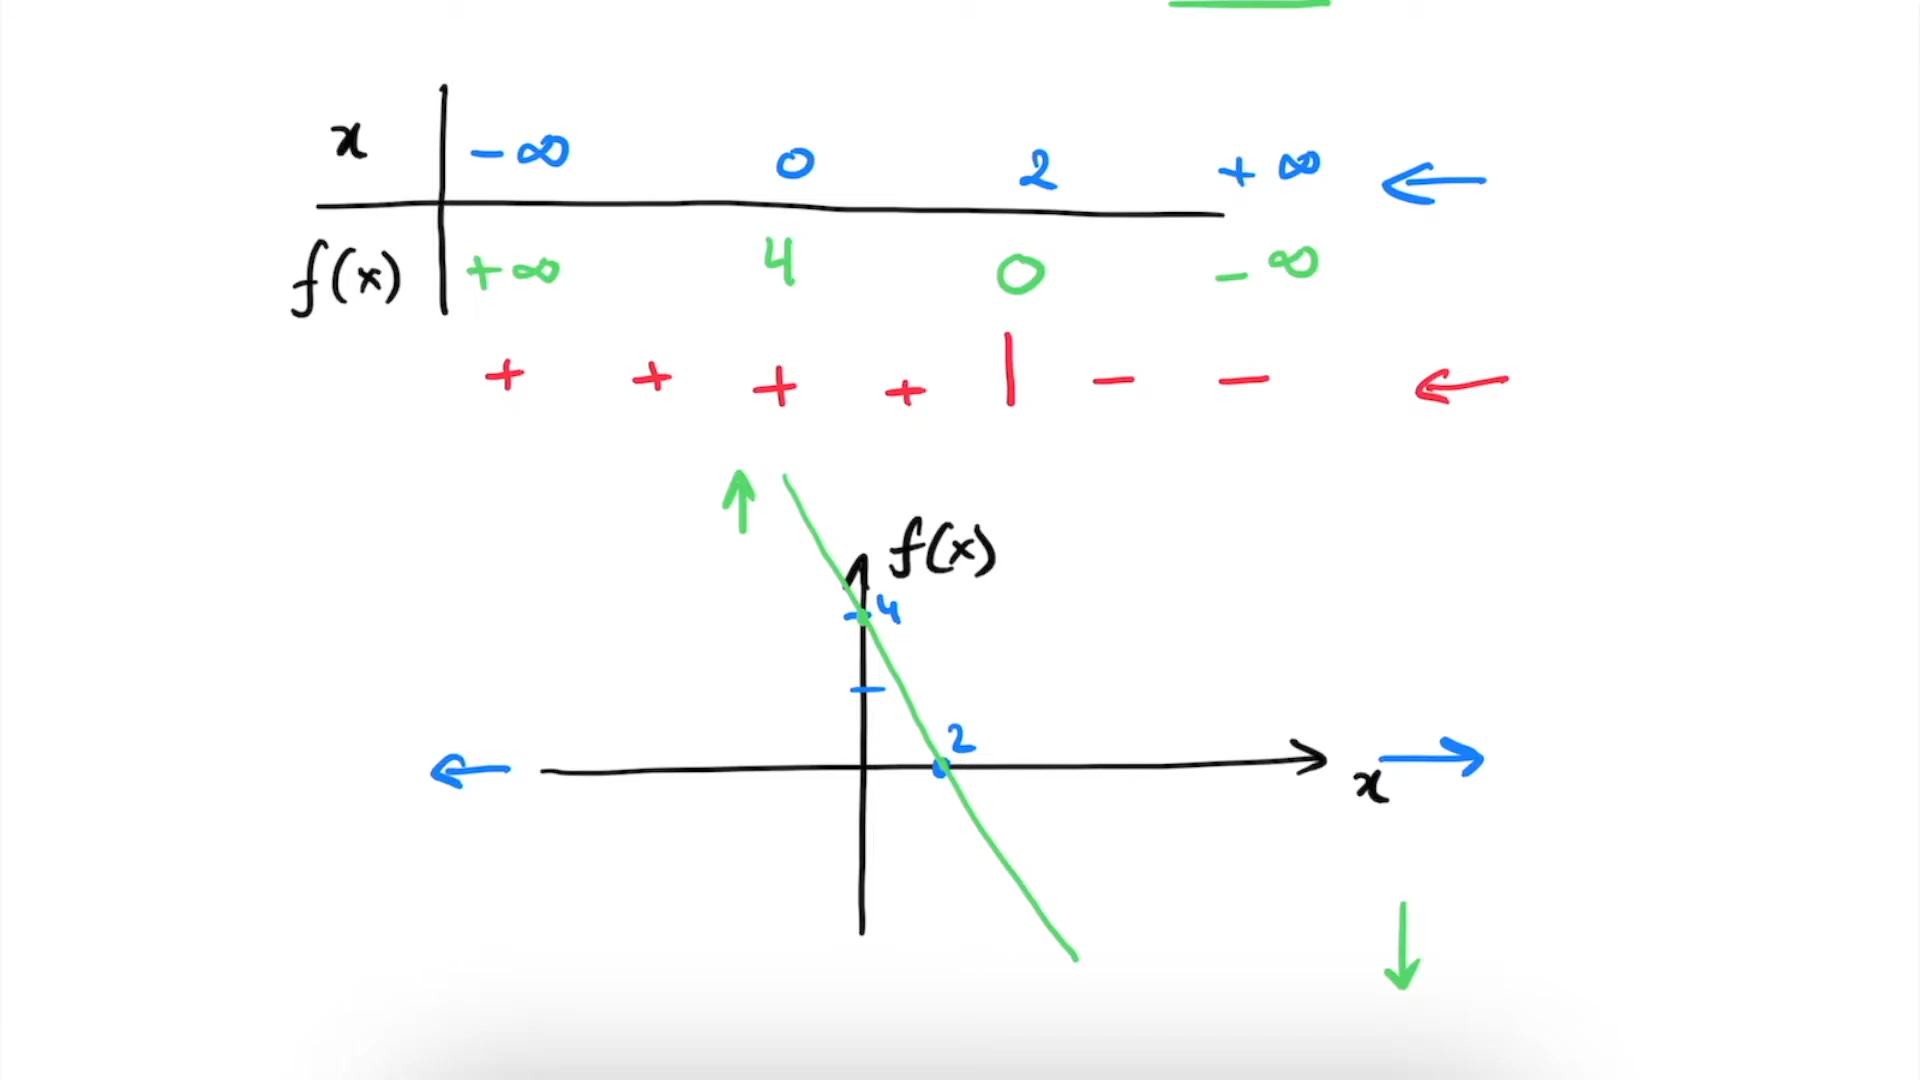 x -∞ 0 2 +∞
f(x) +∞ 4 0 -∞
+ + + + | - -
f(x)
4
2
x